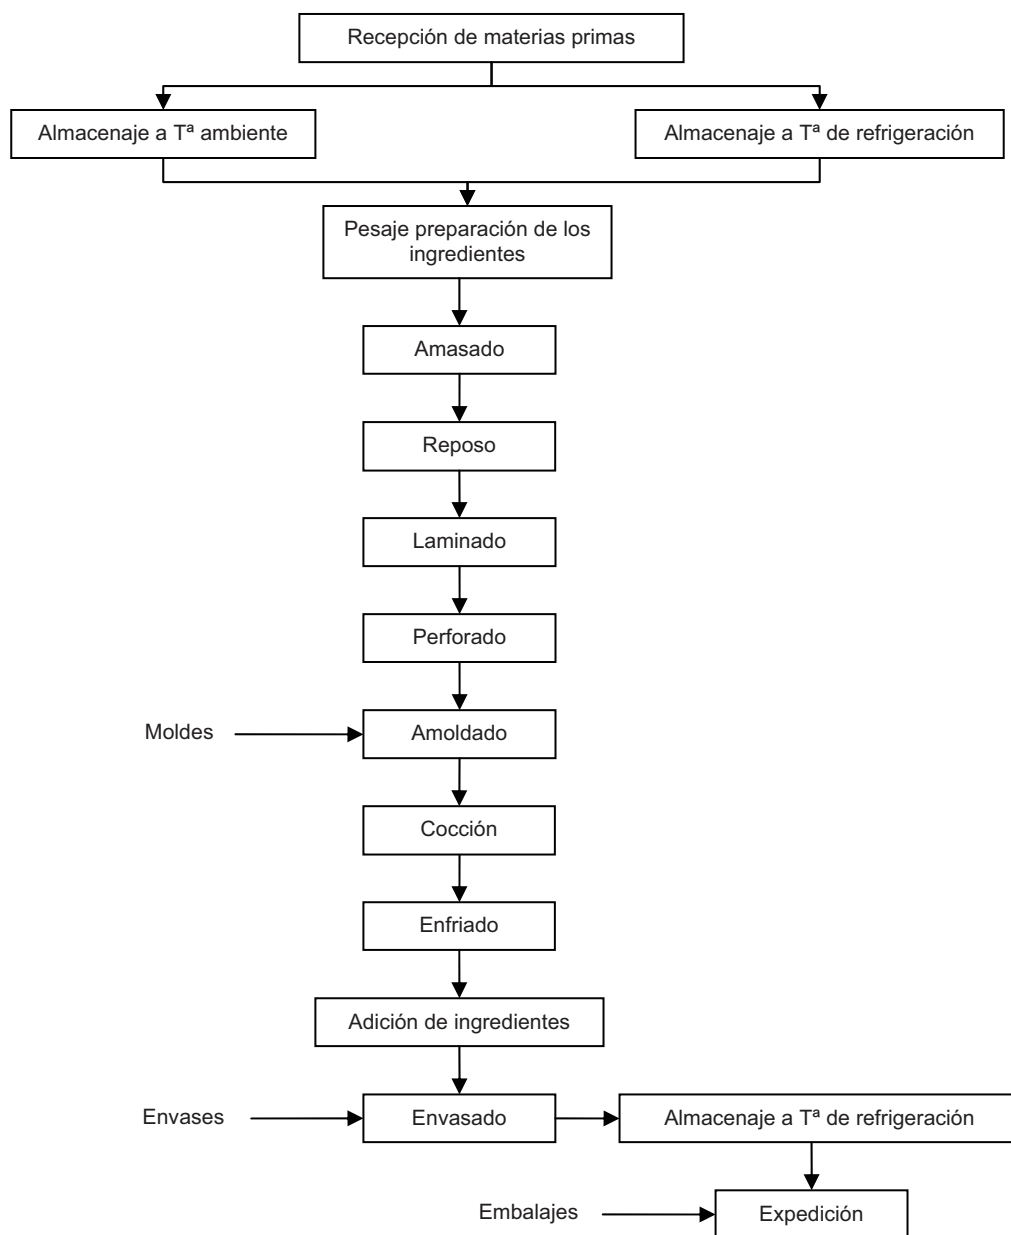 Recepción de materias primas
Almacenaje a Tª ambiente
Almacenaje a Tª de refrigeración
Pesaje preparación de los
ingredientes
Amasado
Reposo
Laminado
Perforado
Moldes
Amoldado
Cocción
Enfriado
Adición de ingredientes
Envases
Envasado
Almacenaje a Tª de refrigeración
Embalajes
Expedición